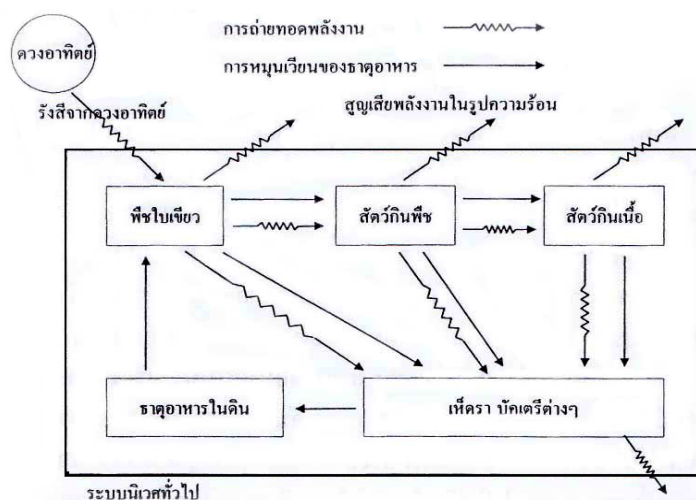 การถ่ายทอดพลังงาน
ดวงอาทิตย์
การหมุนเวียนของธาตุอาหาร
รังสีจากดวงอาทิตย์
สูญเสียพลังงานในรูปความร้อน
พืชใบเขียว
สัตว์กินพืช
สัตว์กินเนื้อ
ธาตุอาหารในดิน
เห็ดรา บัคเตรีต่างๆ
ระบบนิเวศทั่วไป